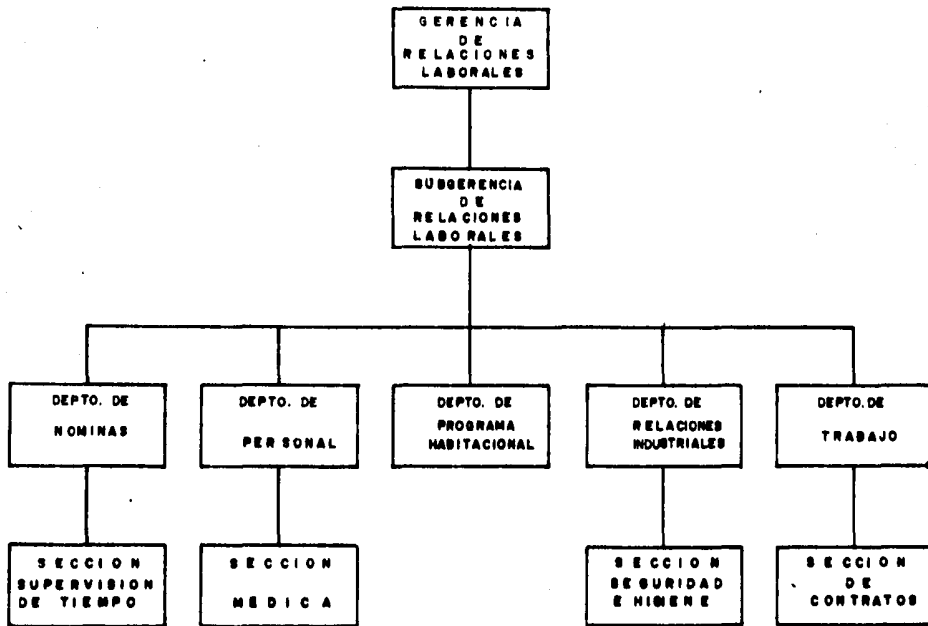 GERENCIA
DE
RELACIONES
LABORALES
SUBGERENCIA
DE
RELACIONES
LABORALES
DEPTO. DE
NOMINAS
DEPTO. DE
PERSONAL
DEPTO. DE
PROGRAMA
HABITACIONAL
DEPTO. DE
RELACIONES
INDUSTRIALES
DEPTO. DE
TRABAJO
SECCION
SUPERVISION
DE TIEMPO
SECCION
MEDICA
SECCION
SEGURIDAD
E HIGIENE
SECCION
DE
CONTRATOS